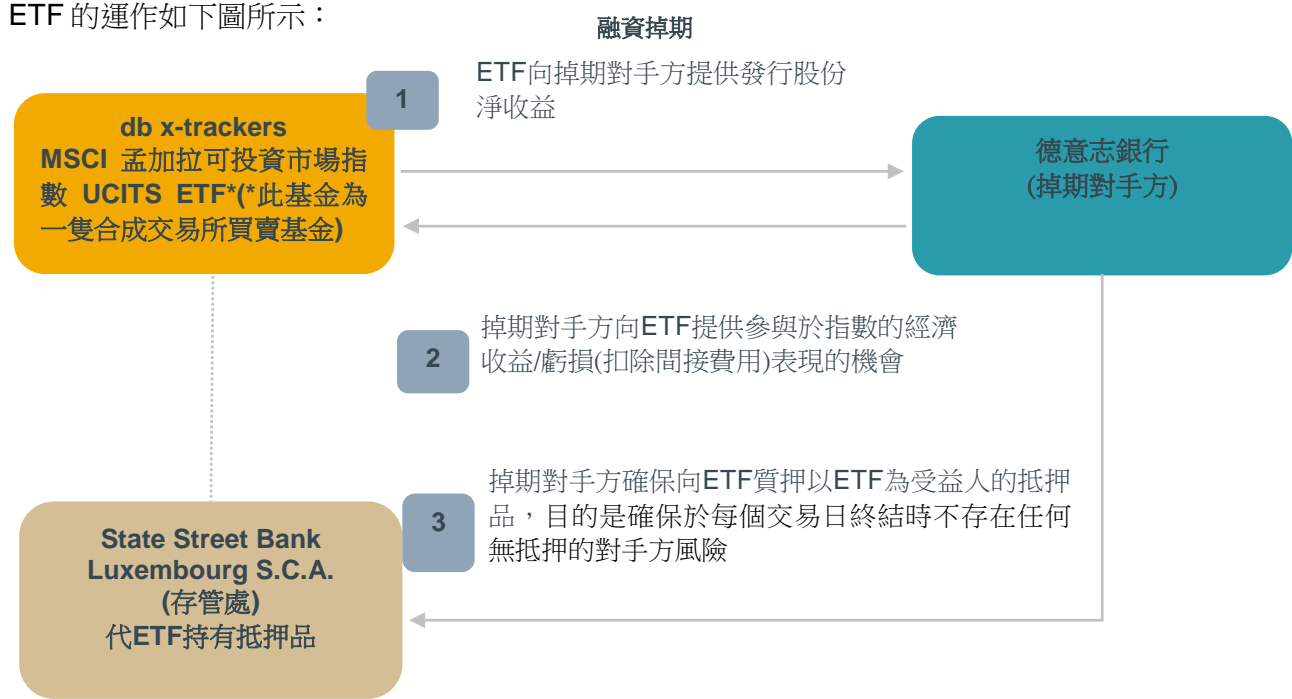 ETF 的運作如下圖所示：
融資掉期
1
ETF向掉期對手方提供發行股份
淨收益
db x-trackers
MSCI 孟加拉可投資市場指
數 UCITS ETF*(*此基金為
一隻合成交易所買賣基金)
德意志銀行
(掉期對手方)
2
掉期對手方向ETF提供參與於指數的經濟
收益/虧損(扣除間接費用)表現的機會
3
掉期對手方確保向ETF質押以ETF為受益人的抵押
品，目的是確保於每個交易日終結時不存在任何
無抵押的對手方風險
State Street Bank
Luxembourg S.C.A.
(存管處)
代ETF持有抵押品